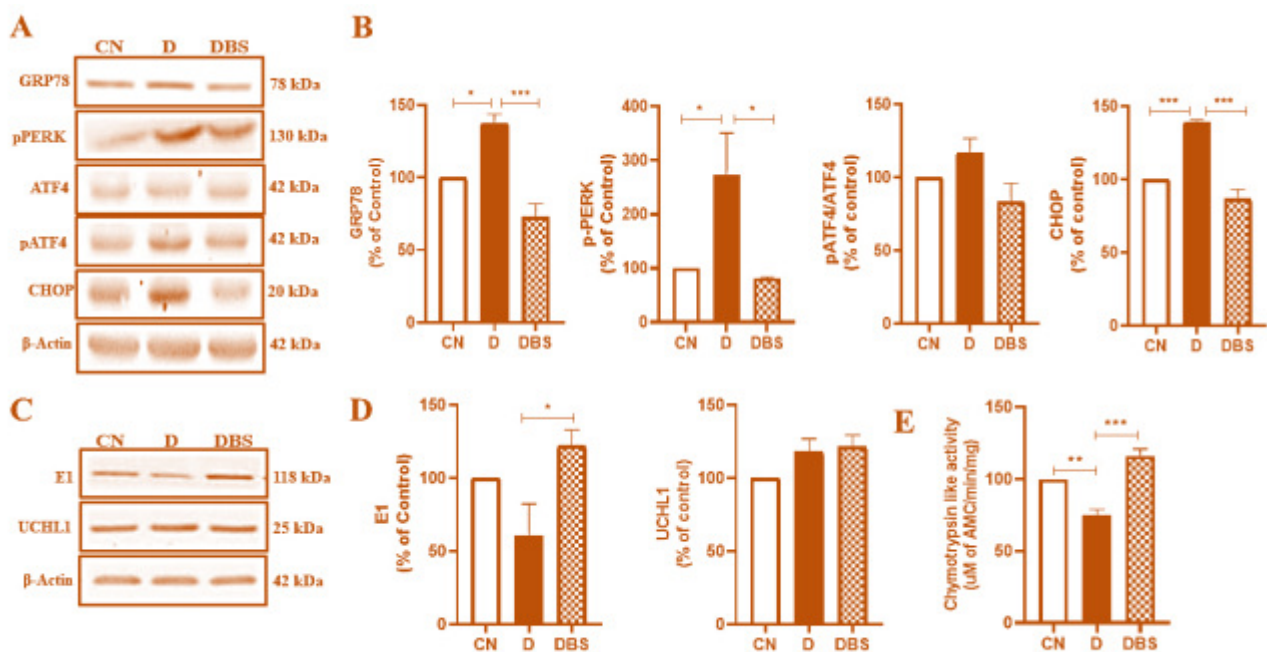 A
CN D DBS
GRP78 78 kDa
pPERK 130 kDa
ATF4 42 kDa
pATF4 42 kDa
CHOP 20 kDa
β-Actin 42 kDa
B
GRP78
(% of Control)
150
100
50
0
* ***
CN D DBS
p-PERK
(% of Control)
400
300
200
100
0
* *
CN D DBS
pATF4/ATF4
(% of control)
150
100
50
0
CN D DBS
CHOP
(% of control)
150
100
50
0
*** ***
CN D DBS
C
CN D DBS
E1 118 kDa
UCHL1 25 kDa
β-Actin 42 kDa
D
E1
(% of Control)
150
100
50
0
*
CN D DBS
UCHL1
(% of control)
150
100
50
0
CN D DBS
E
Chymotrypsin like activity
(uM of AMC/min/mg)
150
100
50
0
** ***
CN D DBS